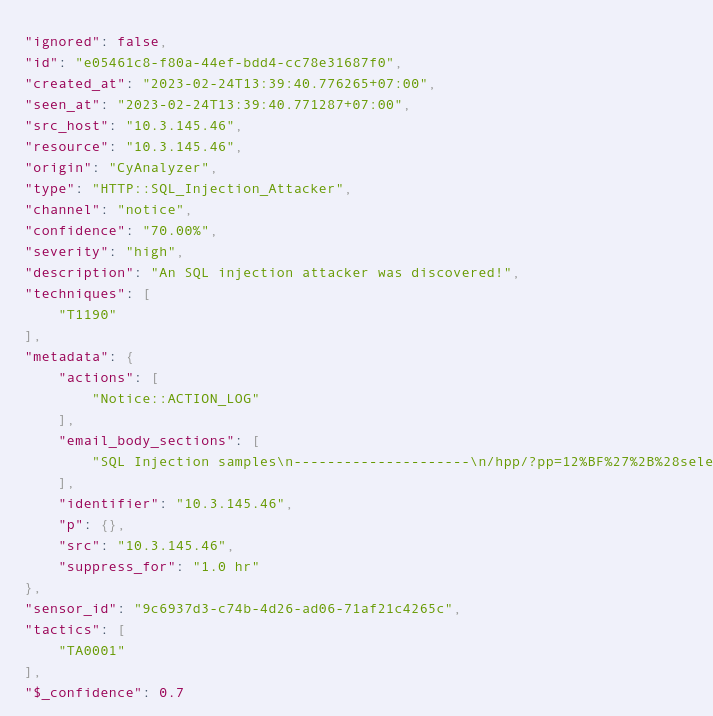 "ignored": false,
"id": "e05461c8-f80a-44ef-bdd4-cc78e31687f0",
"created_at": "2023-02-24T13:39:40.776265+07:00",
"seen_at": "2023-02-24T13:39:40.771287+07:00",
"src_host": "10.3.145.46",
"resource": "10.3.145.46",
"origin": "CyAnalyzer",
"type": "HTTP::SQL_Injection_Attacker",
"channel": "notice",
"confidence": "70.00%",
"severity": "high",
"description": "An SQL injection attacker was discovered!",
"techniques": [
    "T1190"
],
"metadata": {
    "actions": [
        "Notice::ACTION_LOG"
    ],
    "email_body_sections": [
        "SQL Injection samples\n---------------------\n/hpp/?pp=12%BF%27%2B%28sele
    ],
    "identifier": "10.3.145.46",
    "p": {},
    "src": "10.3.145.46",
    "suppress_for": "1.0 hr"
},
"sensor_id": "9c6937d3-c74b-4d26-ad06-71af21c4265c",
"tactics": [
    "TA0001"
],
"$_confidence": 0.7